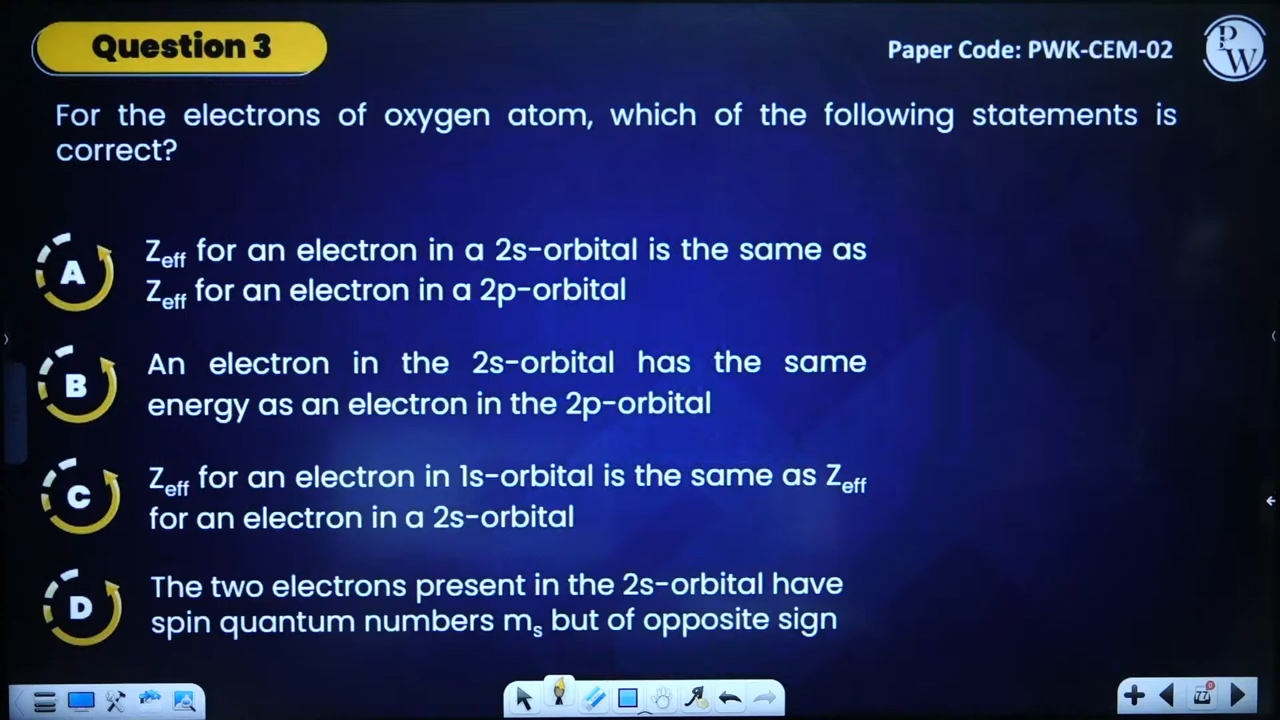 Question 3
Paper Code: PWK-CEM-02
PW
For the electrons of oxygen atom, which of the following statements is
correct?
A
Zeff for an electron in a 2s-orbital is the same as
Zeff for an electron in a 2p-orbital
B
An electron in the 2s-orbital has the same
energy as an electron in the 2p-orbital
C
Zeff for an electron in 1s-orbital is the same as Zeff
for an electron in a 2s-orbital
D
The two electrons present in the 2s-orbital have
spin quantum numbers ms but of opposite sign